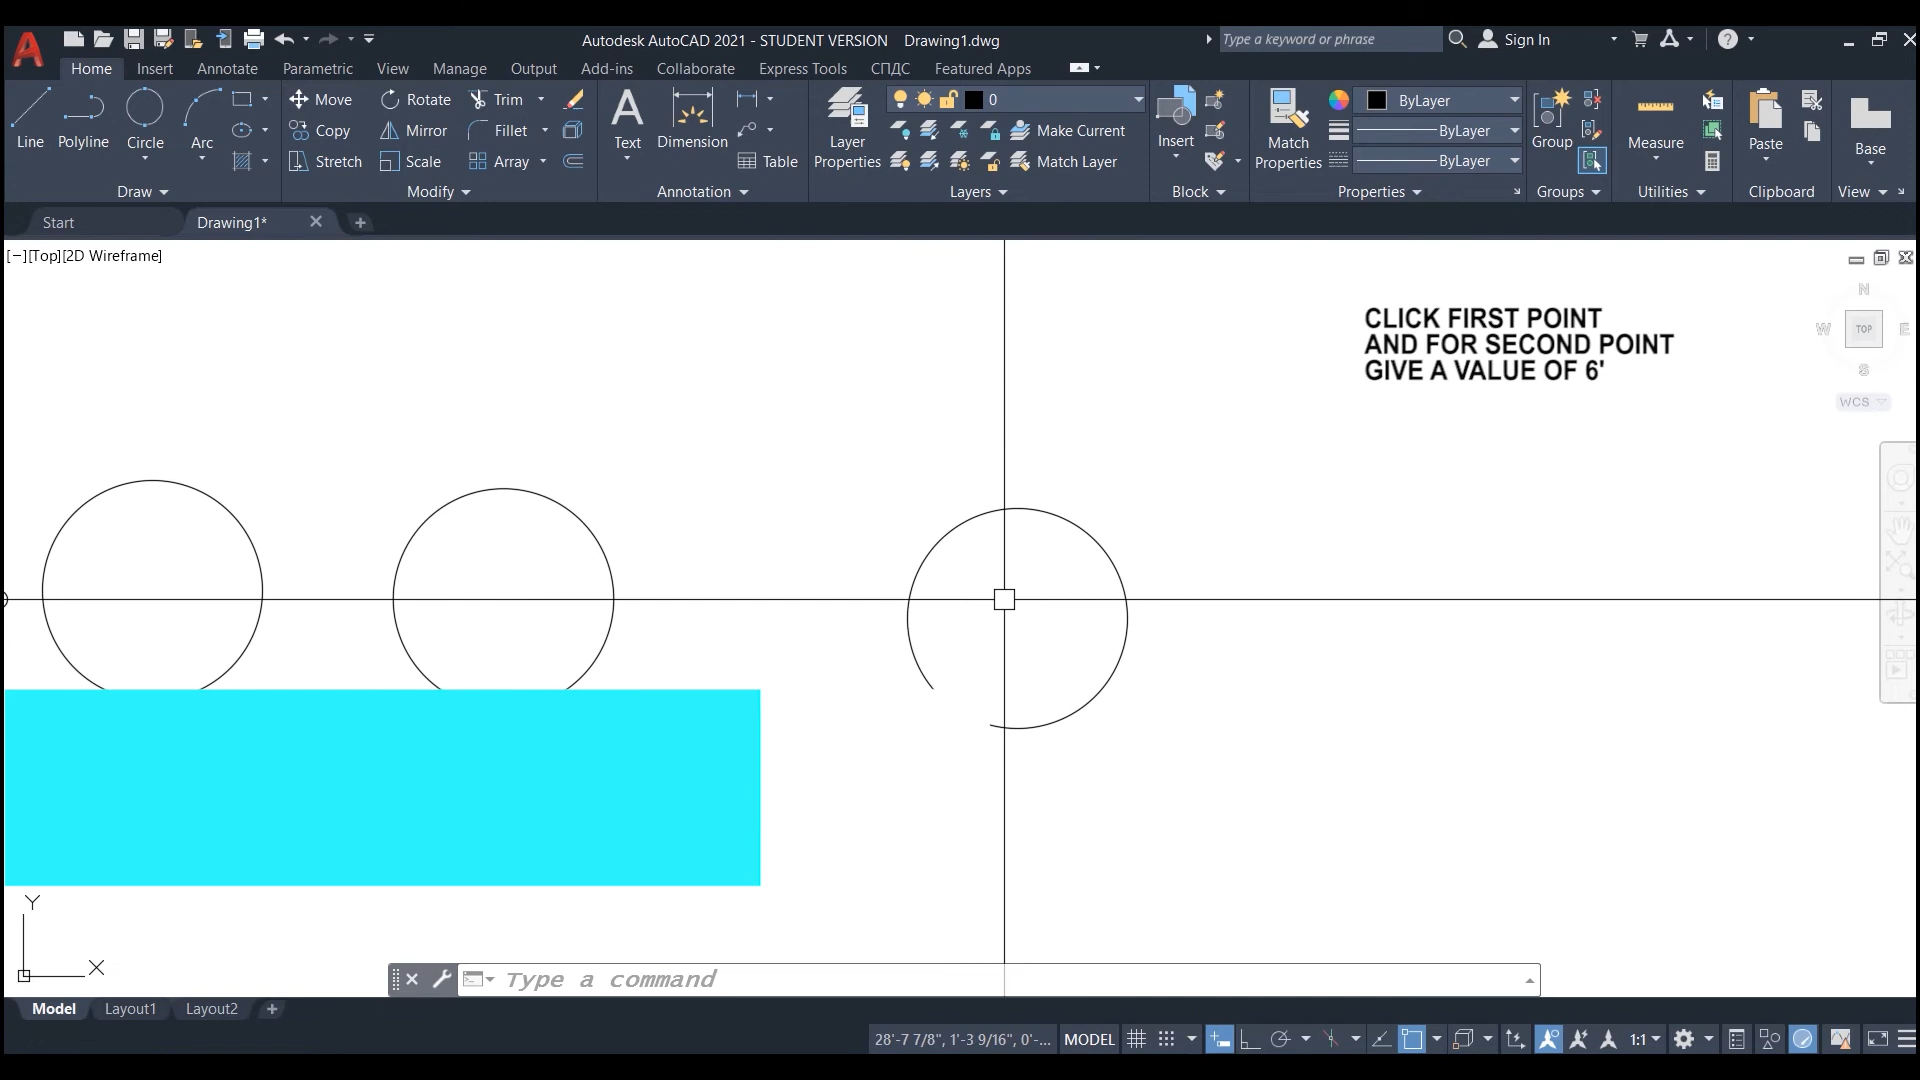 Autodesk AutoCAD 2021 - STUDENT VERSION Drawing1.dwg
Type a keyword or phrase
Sign In
Home Insert Annotate Parametric View Manage Output Add-ins Collaborate Express Tools СПДС Featured Apps
Line Polyline Circle Arc
Move Rotate Trim
Copy Mirror Fillet
Stretch Scale Array
Text Dimension
Table
Layer Properties
0
Make Current
Match Layer
Insert
Match Properties
ByLayer
ByLayer
ByLayer
Group
Measure
Paste
Base
Draw Modify Annotation Layers Block Properties Groups Utilities Clipboard View
Start Drawing1*
[−][Top][2D Wireframe]
CLICK FIRST POINT
AND FOR SECOND POINT
GIVE A VALUE OF 6'
N
W TOP E
S
WCS
Y
X
Type a command
Model Layout1 Layout2
28'-7 7/8", 1'-3 9/16", 0'-... MODEL 1:1